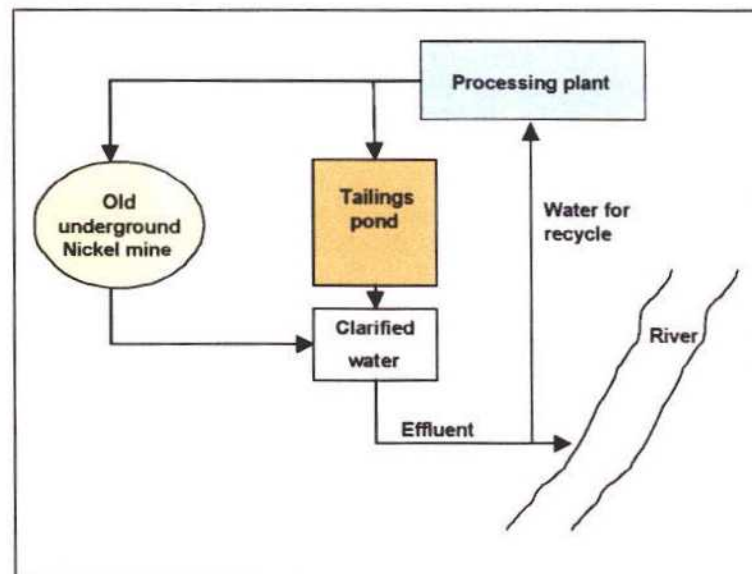 Processing plant
Old
underground
Nickel mine
Tailings
pond
Water for
recycle
Clarified
water
River
Effluent